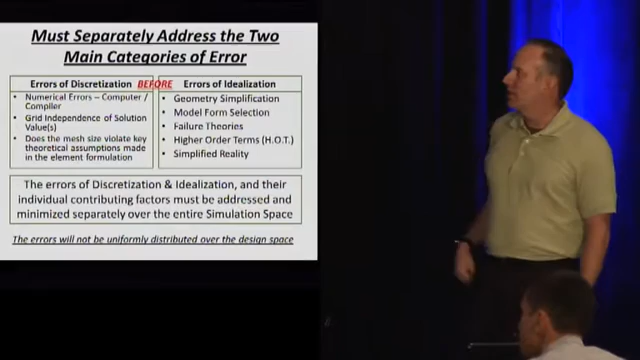 Must Separately Address the Two
Main Categories of Error
Errors of Discretization BEFORE Errors of Idealization
• Numerical Errors – Computer /
Compiler
• Grid Independence of Solution
Value(s)
• Does the mesh size violate key
theoretical assumptions made
in the element formulation
• Geometry Simplification
• Model Form Selection
• Failure Theories
• Higher Order Terms (H.O.T.)
• Simplified Reality
The errors of Discretization & Idealization, and their
individual contributing factors must be addressed and
minimized separately over the entire Simulation Space
The errors will not be uniformly distributed over the design space